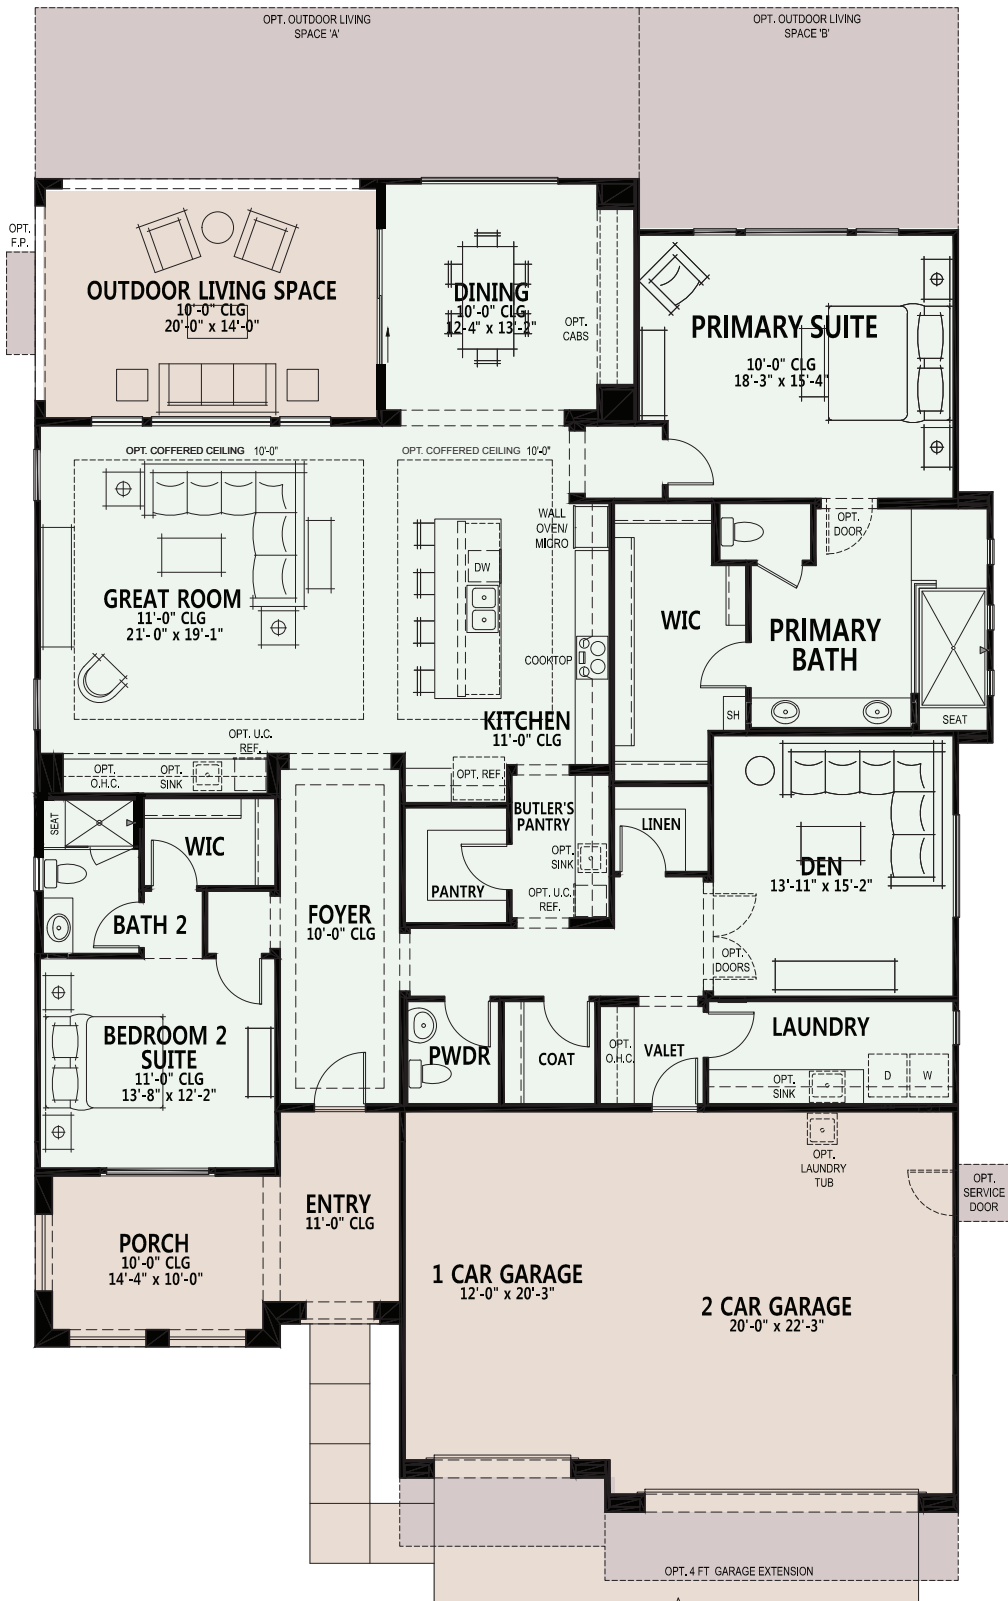 OPT. OUTDOOR LIVING
SPACE 'A'
OPT. OUTDOOR LIVING
SPACE 'B'
OPT.
F.P.
OUTDOOR LIVING SPACE
10'-0" CLG
20'-0" x 14'-0"
DINING
10'-0" CLG
12-4" x 13'-2"
OPT.
CABS
PRIMARY SUITE
10'-0" CLG
18'-3" x 15'-4"
OPT. COFFERED CEILING 10'-0"
OPT. COFFERED CEILING 10'-0"
WALL
OVEN/
MICRO
OPT.
DOOR
DW
GREAT ROOM
11'-0" CLG
21'-0" x 19'-1"
WIC
PRIMARY
BATH
COOKTOP
KITCHEN
11'-0" CLG
SH
SEAT
OPT. U.C.
REF.
OPT.
O.H.C.
OPT.
SINK
OPT. REF.
SEAT
WIC
BUTLER'S
PANTRY
LINEN
OPT.
SINK
DEN
13'-11" x 15'-2"
PANTRY
OPT. U.C.
REF.
BATH 2
FOYER
10'-0" CLG
OPT.
DOORS
BEDROOM 2
SUITE
11'-0" CLG
13'-8" x 12'-2"
PWDR
COAT
OPT.
O.H.C.
VALET
LAUNDRY
OPT.
SINK
D
W
OPT.
LAUNDRY
TUB
OPT.
SERVICE
DOOR
ENTRY
11'-0" CLG
PORCH
10'-0" CLG
14'-4" x 10'-0"
1 CAR GARAGE
12'-0" x 20'-3"
2 CAR GARAGE
20'-0" x 22'-3"
OPT. 4 FT GARAGE EXTENSION